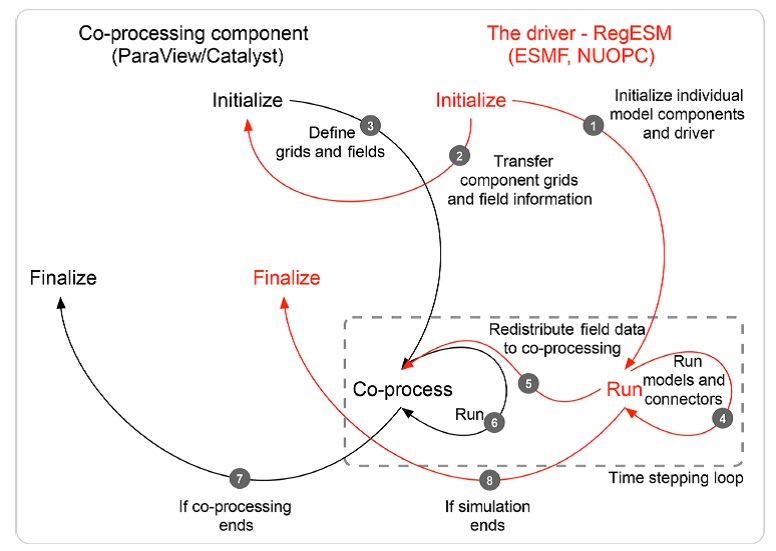 Co-processing component
(ParaView/Catalyst)
The driver - RegESM
(ESMF, NUOPC)
Initialize
3
Define
grids and fields
Initialize
2
Transfer
component grids
and field information
1
Initialize individual
model components
and driver
Finalize
Finalize
Redistribute field data
to co-processing
5
Co-process
Run
6
Run
Run
models and
connectors
4
Time stepping loop
7
If co-processing
ends
8
If simulation
ends